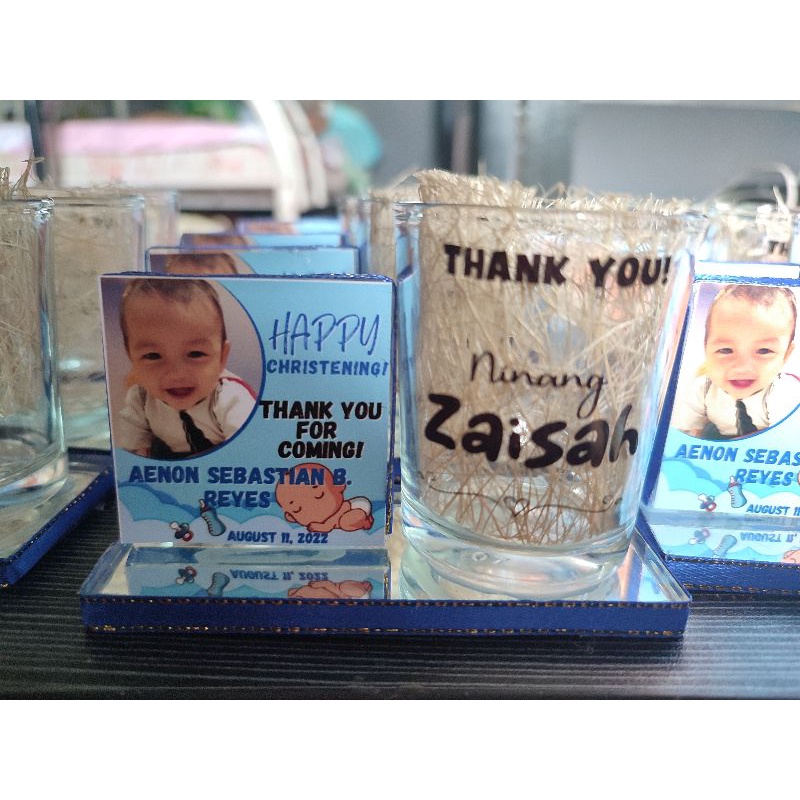 HAPPY
CHRISTENING!
THANK YOU
FOR
COMING!
AENON SEBASTIAN B.
REYES
AUGUST 11, 2022
THANK YOU!
Ninang
Zaisah
AENON SEBAS
REYES
AUGUST 11